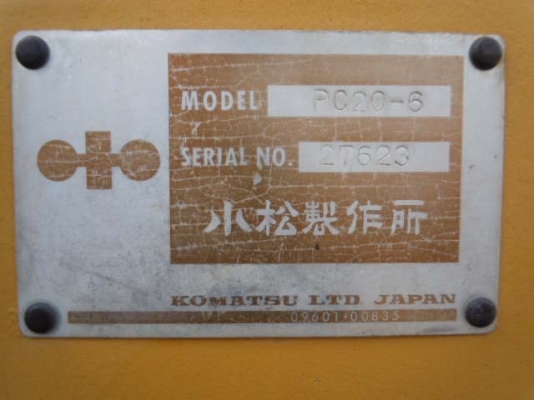 MODEL PC20-6
SERIAL NO. 27623
小松製作所
KOMATSU LTD. JAPAN
09601-00835